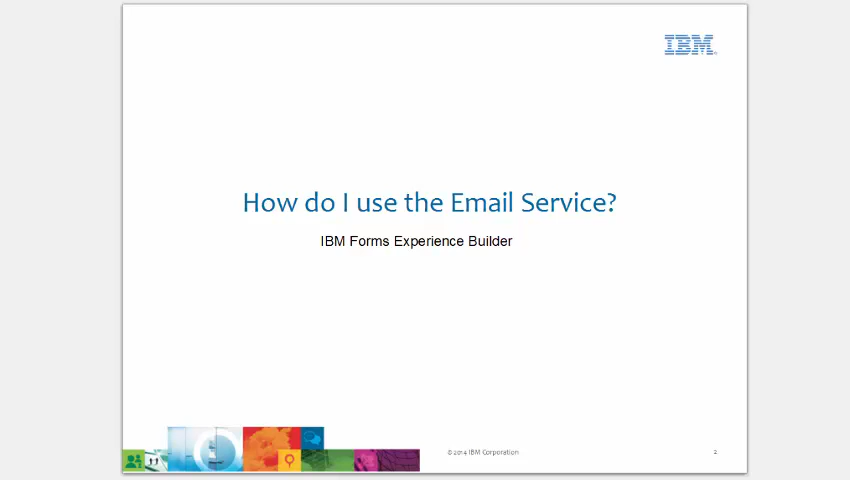 IBM
How do I use the Email Service?
IBM Forms Experience Builder
© 2014 IBM Corporation
2